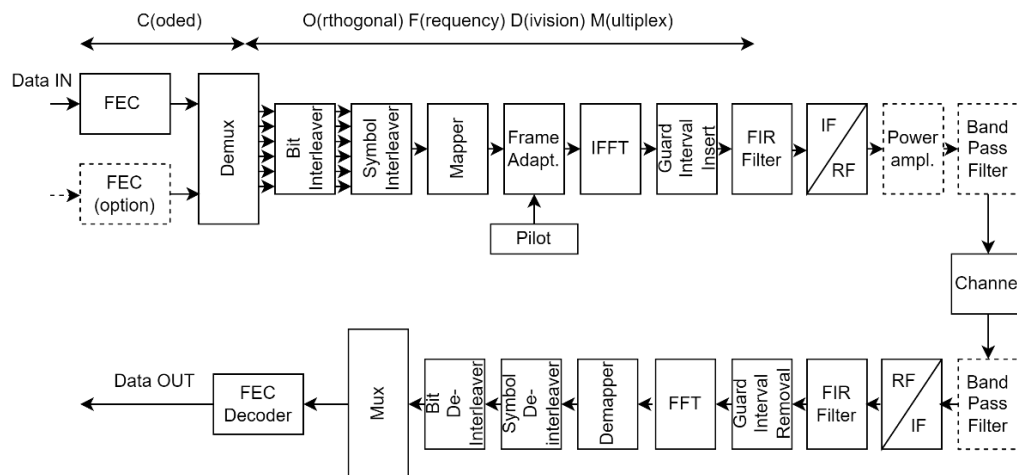 C(oded)
O(rthogonal) F(requency) D(ivision) M(ultiplex)
Data IN
FEC
FEC
(option)
Demux
Bit
Interleaver
Symbol
Interleaver
Mapper
Frame
Adapt.
IFFT
Guard
Interval
Insert
FIR
Filter
IF
RF
Power
ampl.
Band
Pass
Filter
Pilot
Channel
Data OUT
FEC
Decoder
Mux
Bit
De-
Interleaver
Symbol
De-
interleaver
Demapper
FFT
Guard
Interval
Removal
FIR
Filter
RF
IF
Band
Pass
Filter